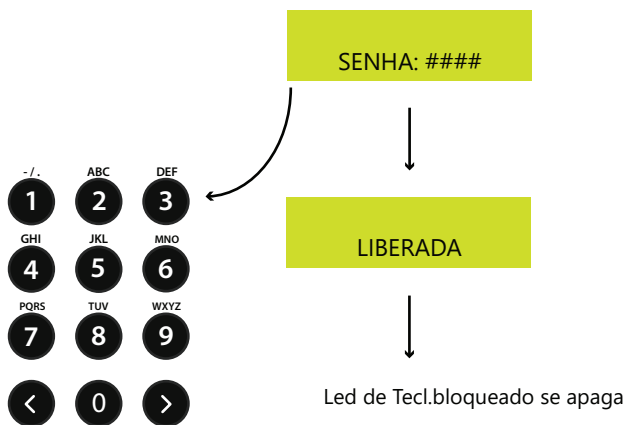 SENHA: ####
-/. ABC DEF
1 2 3
GHI JKL MNO
4 5 6
PQRS TUV WXYZ
7 8 9
< 0 >
LIBERADA
Led de Tecl.bloqueado se apaga